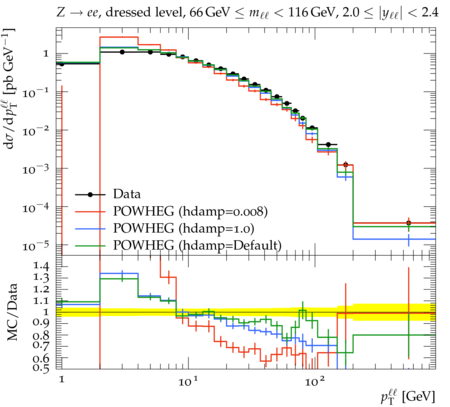 Z → ee, dressed level, 66 GeV ≤ mℓℓ < 116 GeV, 2.0 ≤ |yℓℓ| < 2.4
dσ/dp_T^ℓℓ [pb GeV⁻¹]
1
10⁻¹
10⁻²
10⁻³
10⁻⁴
10⁻⁵
Data
POWHEG (hdamp=0.008)
POWHEG (hdamp=1.0)
POWHEG (hdamp=Default)
MC/Data
1.4
1.3
1.2
1.1
1
0.9
0.8
0.7
0.6
0.5
1 10¹ 10²
p_T^ℓℓ [GeV]